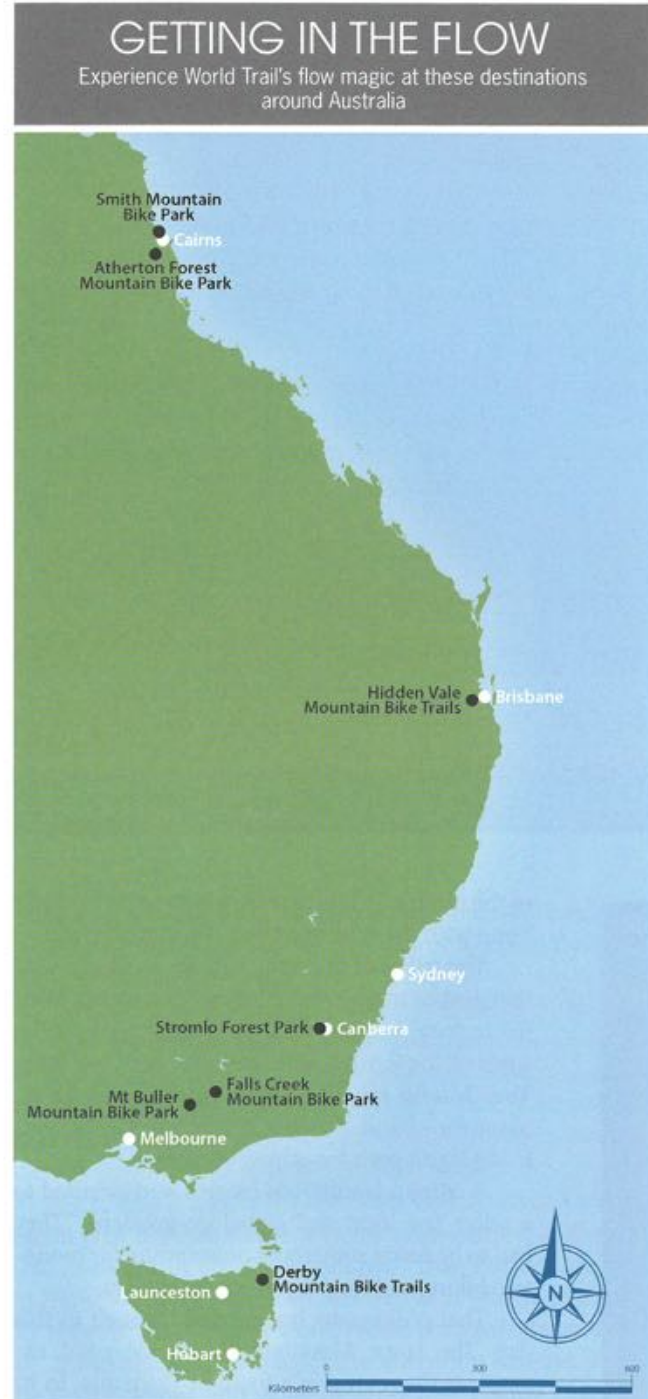 GETTING IN THE FLOW
Experience World Trail's flow magic at these destinations
around Australia
Smith Mountain
Bike Park
Cairns
Atherton Forest
Mountain Bike Park
Hidden Vale
Mountain Bike Trails
Brisbane
Sydney
Stromlo Forest Park
Canberra
Mt Buller
Mountain Bike Park
Falls Creek
Mountain Bike Park
Melbourne
Derby
Mountain Bike Trails
Launceston
Hobart
N
0 300 600
Kilometers